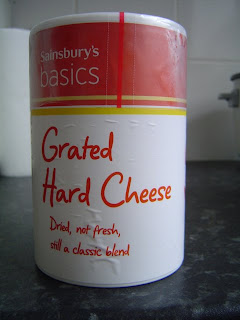 Sainsbury's
basics
Grated
Hard Cheese
Dried, not fresh,
still a classic blend